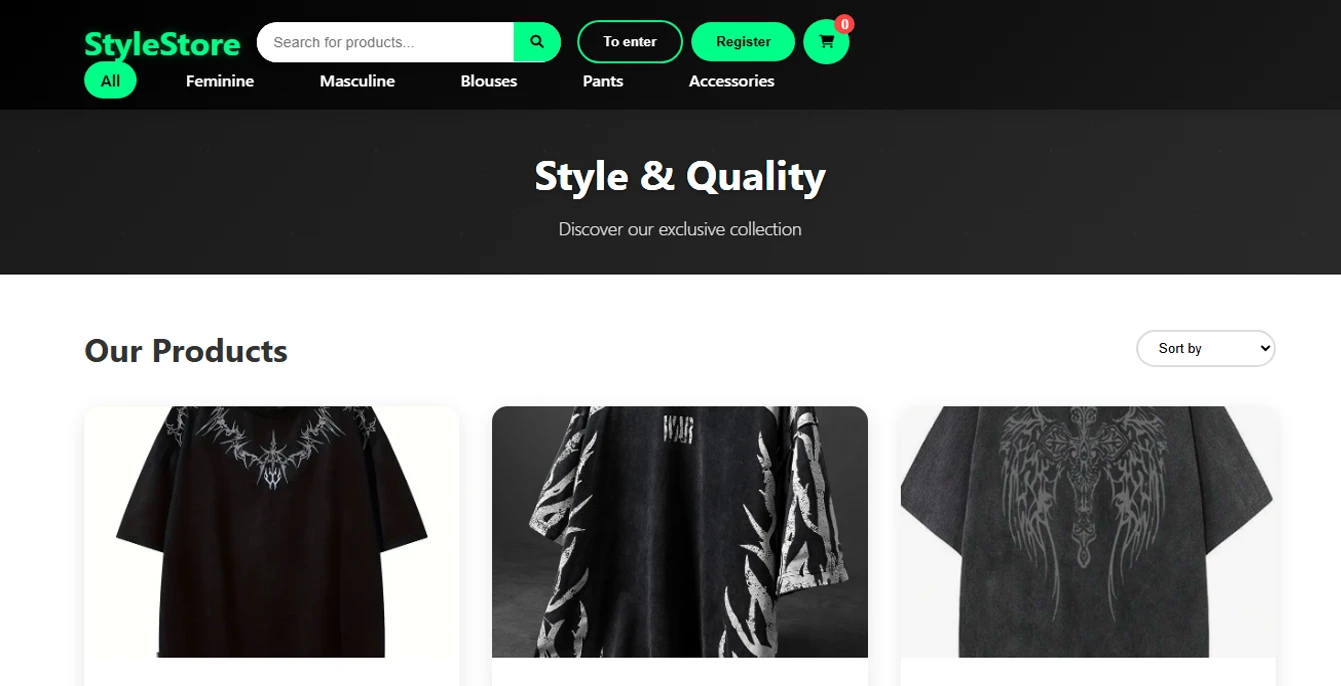 StyleStore
Search for products...
To enter
Register
0
All
Feminine
Masculine
Blouses
Pants
Accessories
Style & Quality
Discover our exclusive collection
Our Products
Sort by
WAR